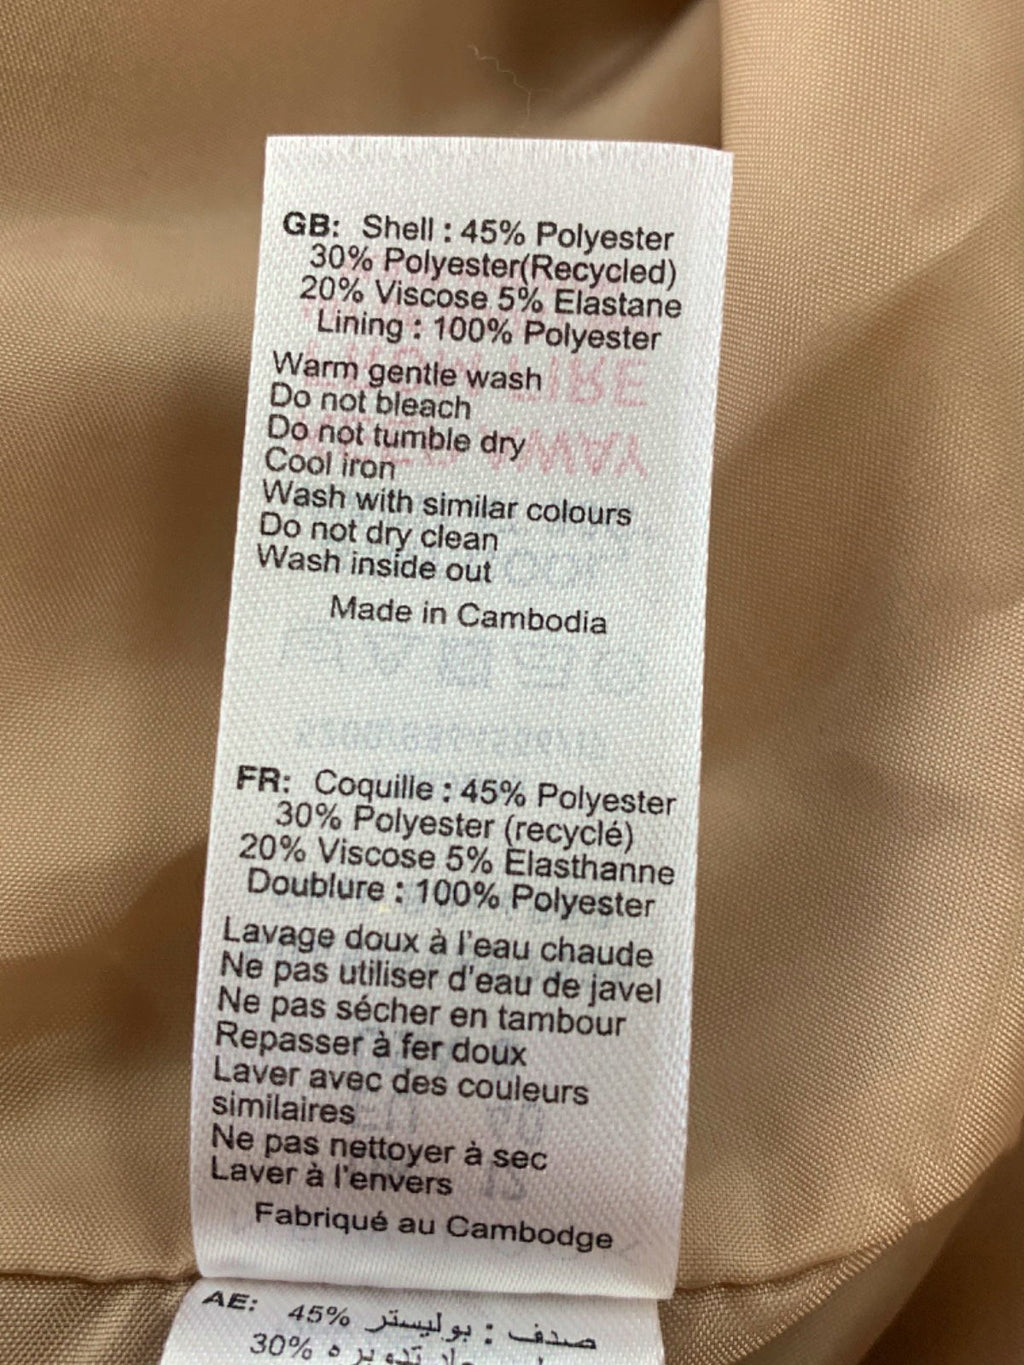 GB: Shell : 45% Polyester
30% Polyester(Recycled)
20% Viscose 5% Elastane
Lining : 100% Polyester
Warm gentle wash
Do not bleach
Do not tumble dry
Cool iron
Wash with similar colours
Do not dry clean
Wash inside out
Made in Cambodia
FR: Coquille : 45% Polyester
30% Polyester (recyclé)
20% Viscose 5% Élasthanne
Doublure : 100% Polyester
Lavage doux à l'eau chaude
Ne pas utiliser d'eau de javel
Ne pas sécher en tambour
Repasser à fer doux
Laver avec des couleurs
similaires
Ne pas nettoyer à sec
Laver à l'envers
Fabriqué au Cambodge
AE: صدف : بوليستر 45%
30%